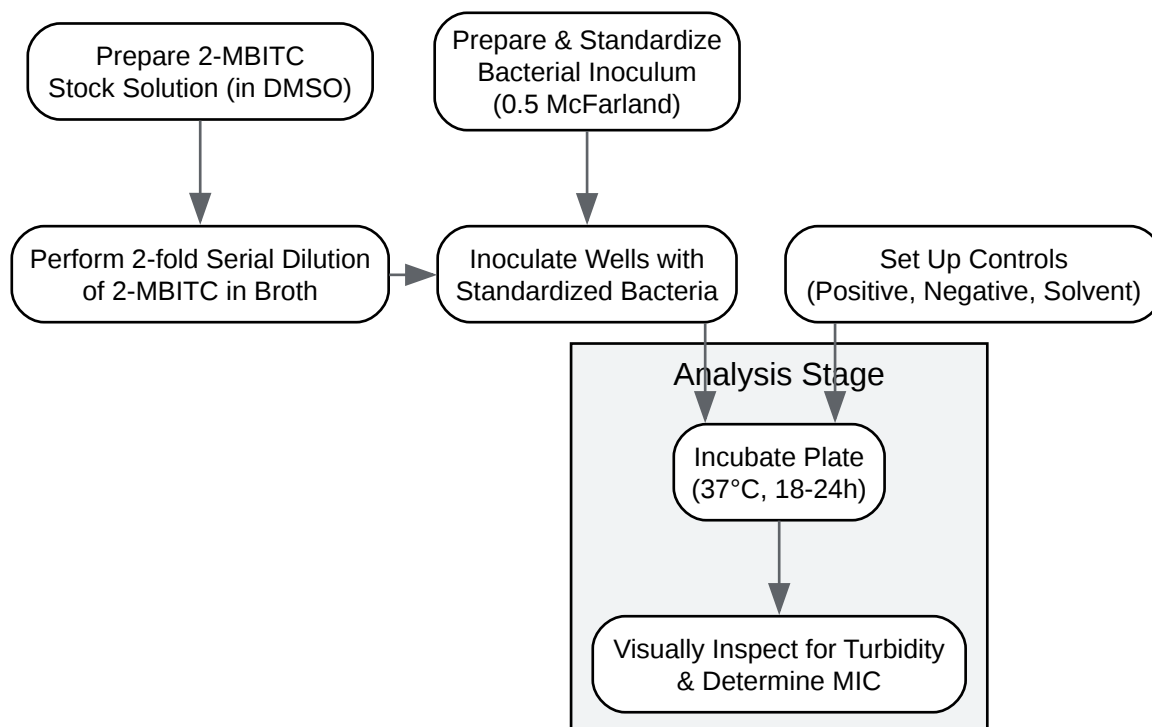 Prepare 2-MBITC
Stock Solution (in DMSO)
Prepare & Standardize
Bacterial Inoculum
(0.5 McFarland)
Perform 2-fold Serial Dilution
of 2-MBITC in Broth
Inoculate Wells with
Standardized Bacteria
Set Up Controls
(Positive, Negative, Solvent)
Analysis Stage
Incubate Plate
(37°C, 18-24h)
Visually Inspect for Turbidity
& Determine MIC